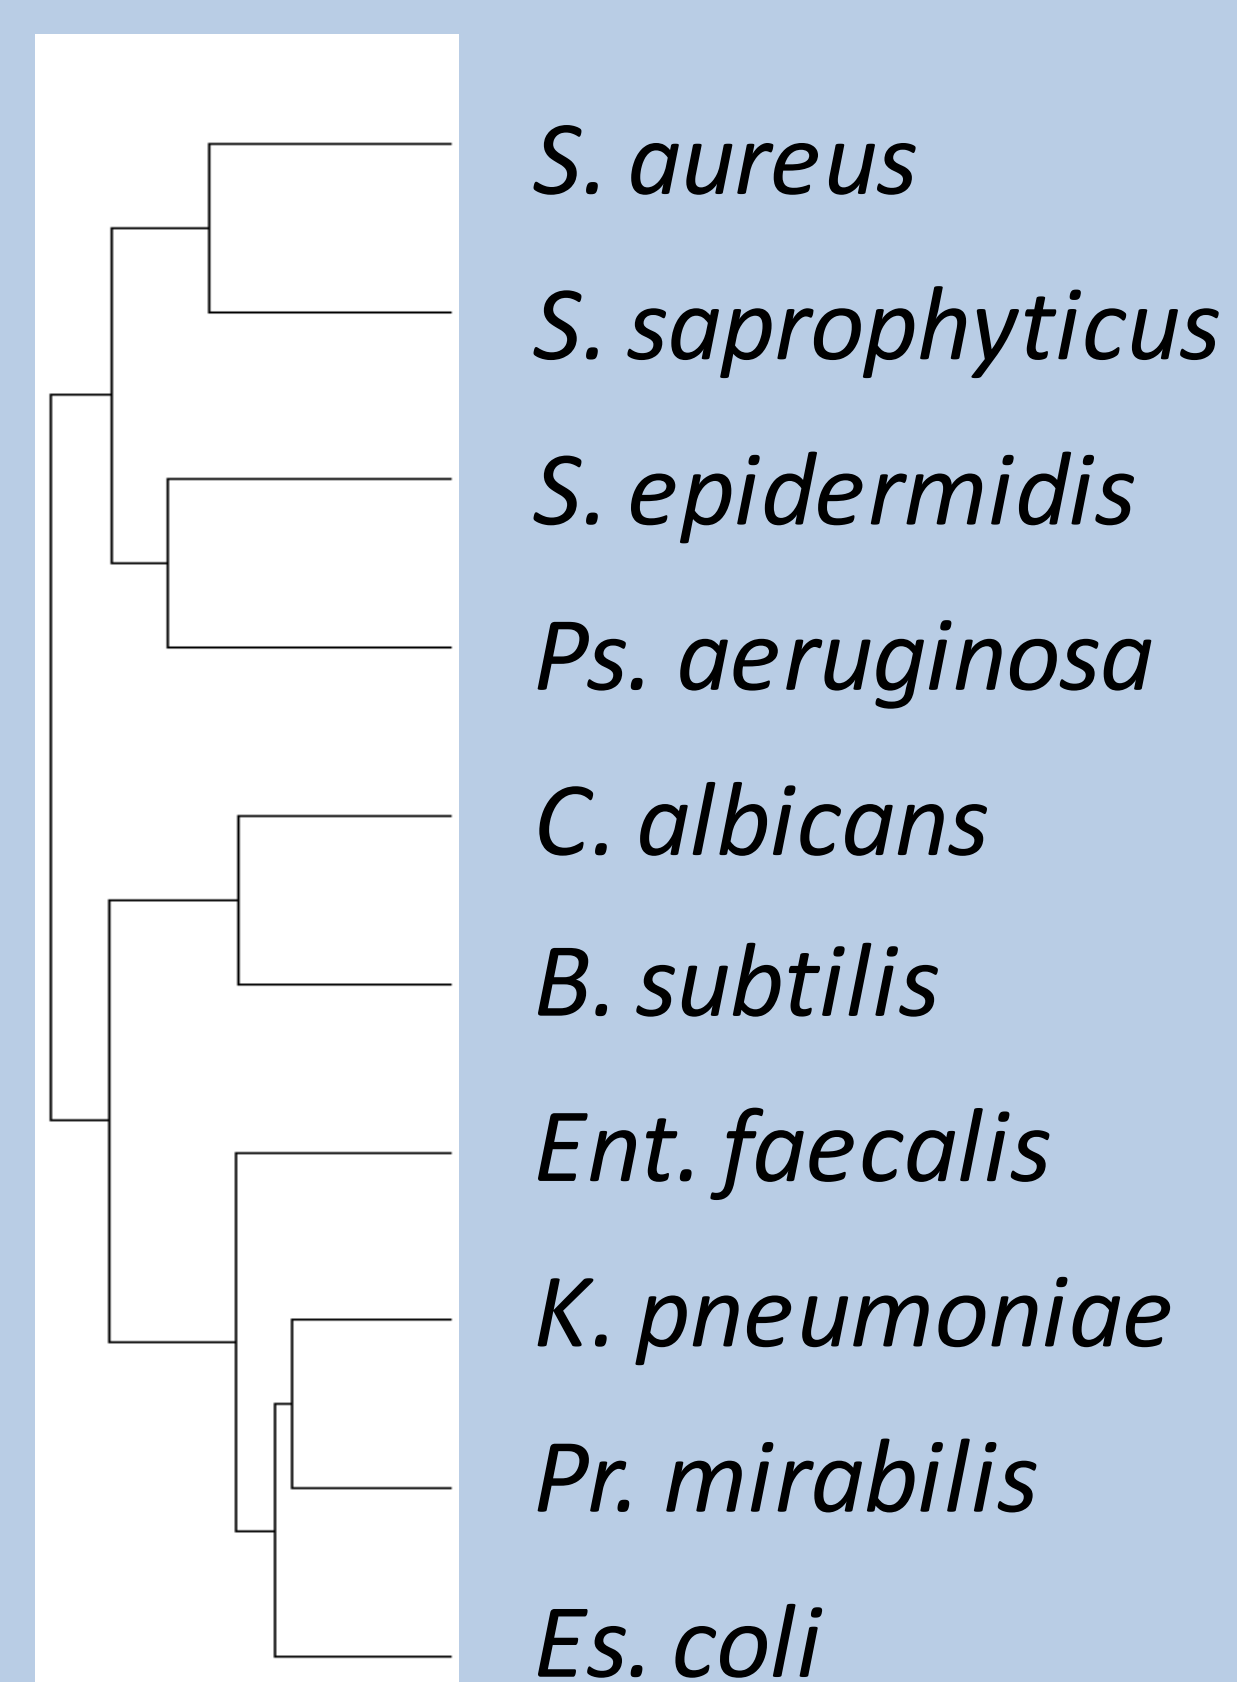 S. aureus
S. saprophyticus
S. epidermidis
Ps. aeruginosa
C. albicans
B. subtilis
Ent. faecalis
K. pneumoniae
Pr. mirabilis
Es. coli